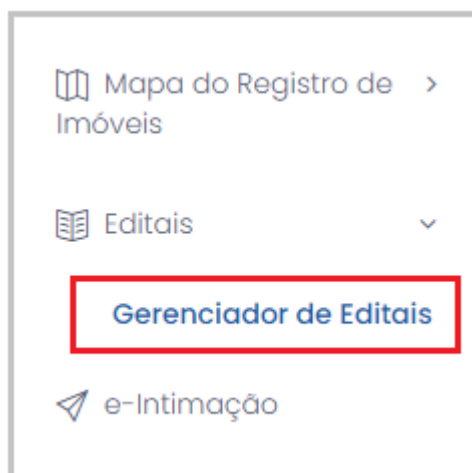 Mapa do Registro de
Imóveis
Editais
Gerenciador de Editais
e-Intimação